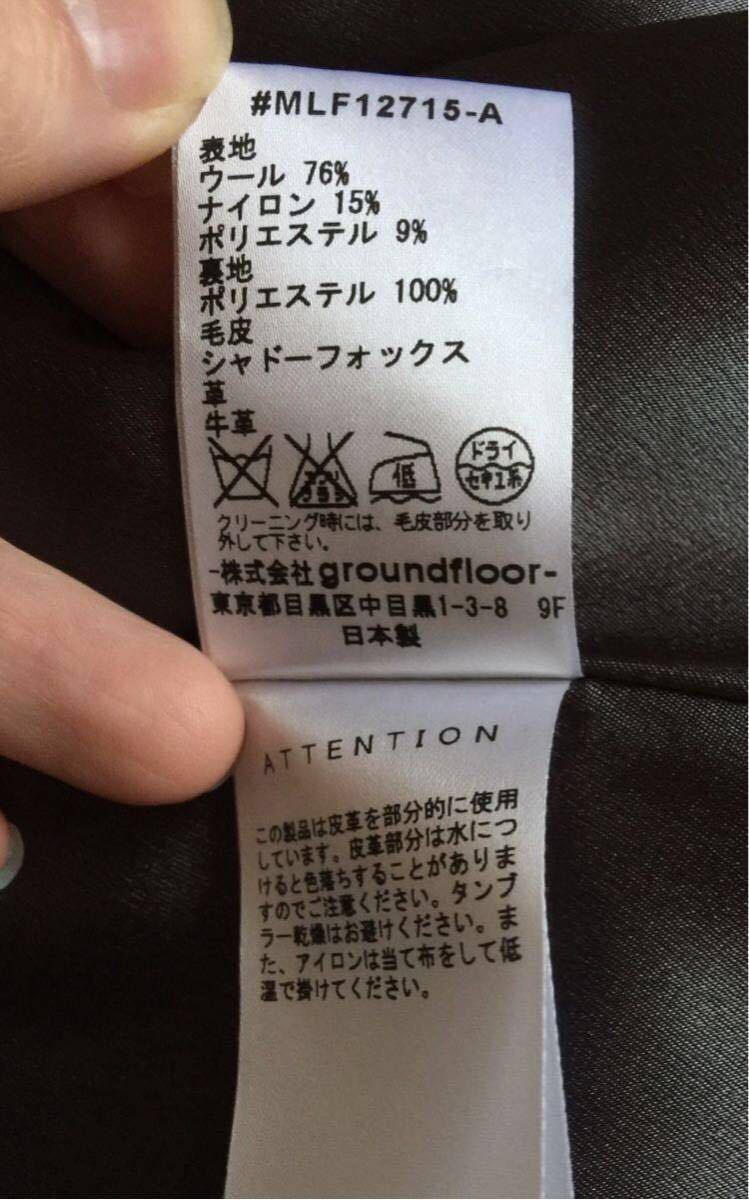 #MLF12715-A
表地
ウール 76%
ナイロン 15%
ポリエステル 9%
裏地
ポリエステル 100%
毛皮
シャドーフォックス
革
牛革
エンソ
サラシ
低
ドライ
セキユ系
クリーニング時には、毛皮部分を取り
外して下さい。
-株式会社groundfloor-
東京都目黒区中目黒1-3-8 9F
日本製
ATTENTION
この製品は皮革を部分的に使用
しています。皮革部分は水につ
けると色落ちすることがありま
すのでご注意ください。タンブ
ラー乾燥はお避けください。ま
た、アイロンは当て布をして低
温で掛けてください。